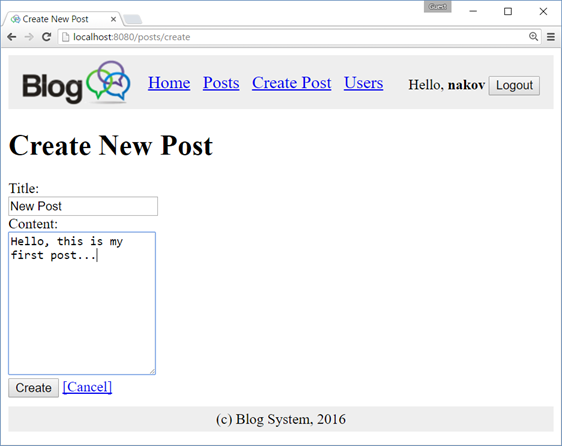 Guest
Create New Post
localhost:8080/posts/create
Blog Home Posts Create Post Users Hello, nakov Logout
Create New Post
Title:
New Post
Content:
Hello, this is my
first post...
Create [Cancel]
(c) Blog System, 2016